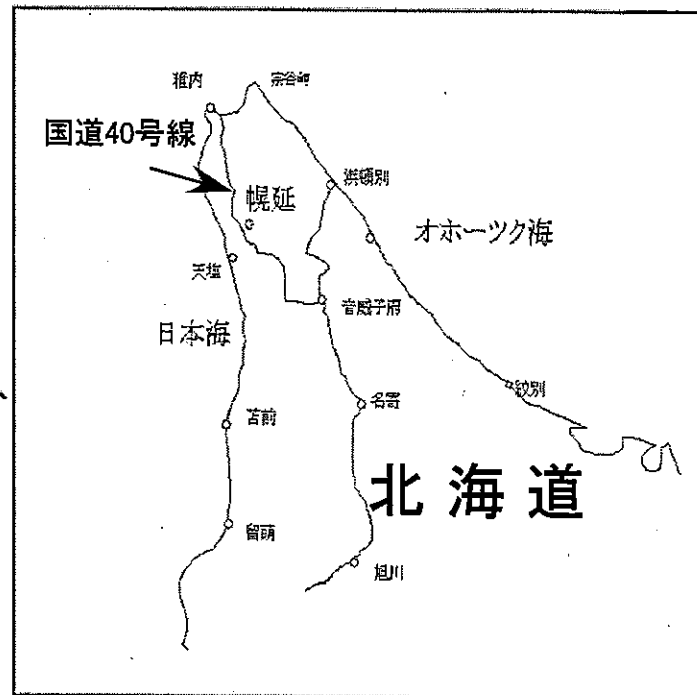 稚内
宗谷岬
国道40号線
浜頓別
幌延
オホーツク海
天塩
音威子府
日本海
紋別
名寄
苫前
北海道
留萌
旭川